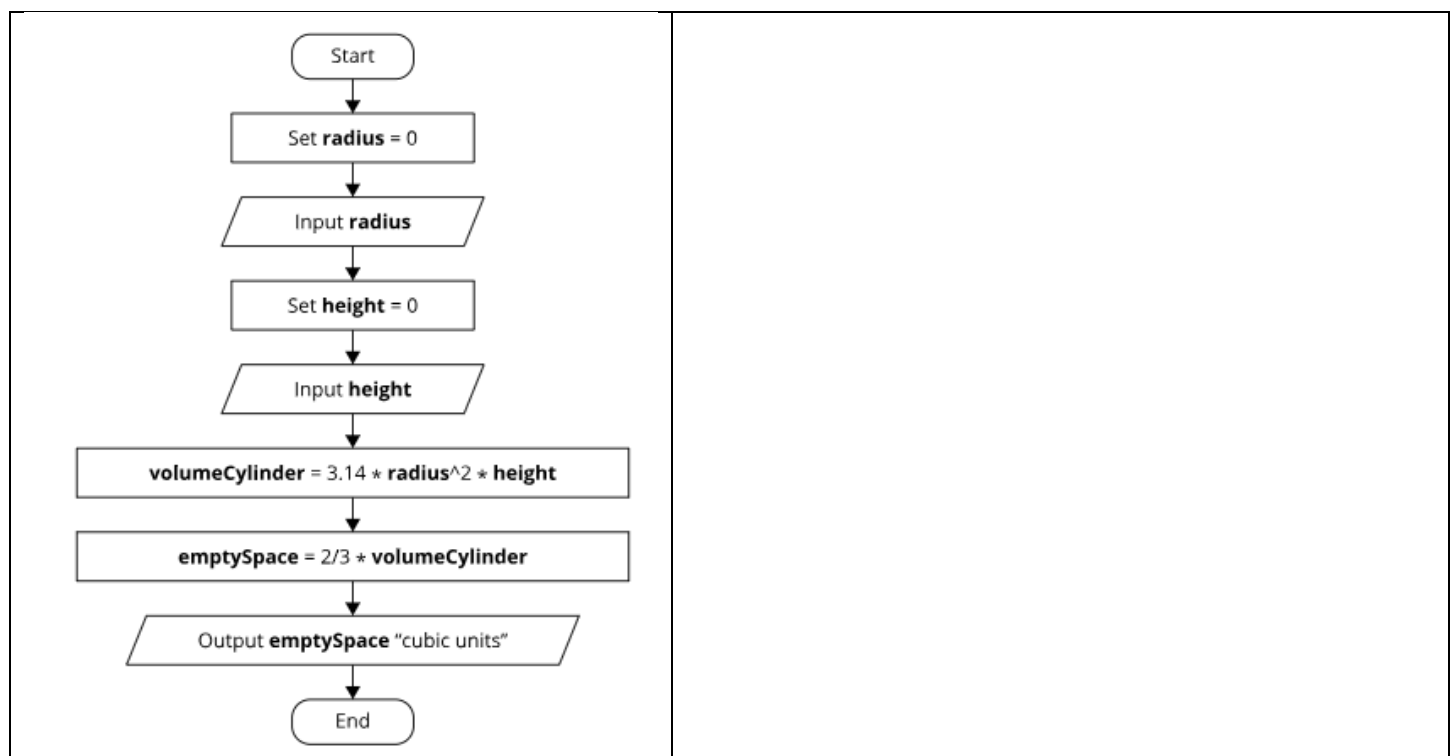 Start
Set radius = 0
Input radius
Set height = 0
Input height
volumeCylinder = 3.14 * radius^2 * height
emptySpace = 2/3 * volumeCylinder
Output emptySpace “cubic units”
End